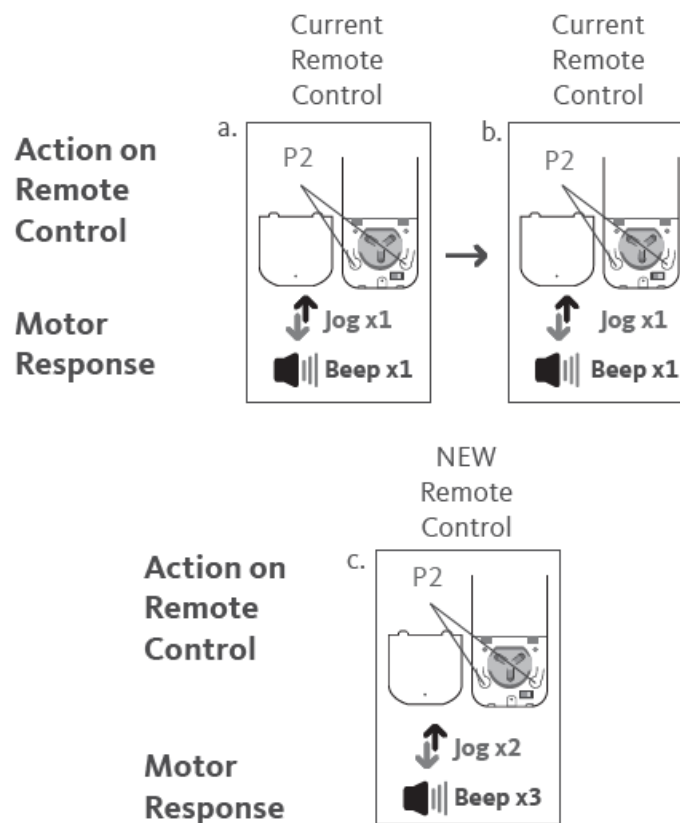 Current
Remote
Control
Current
Remote
Control
Action on
Remote
Control
a.
P2
b.
P2
Motor
Response
Jog x1
Beep x1
Jog x1
Beep x1
NEW
Remote
Control
Action on
Remote
Control
c.
P2
Motor
Response
Jog x2
Beep x3